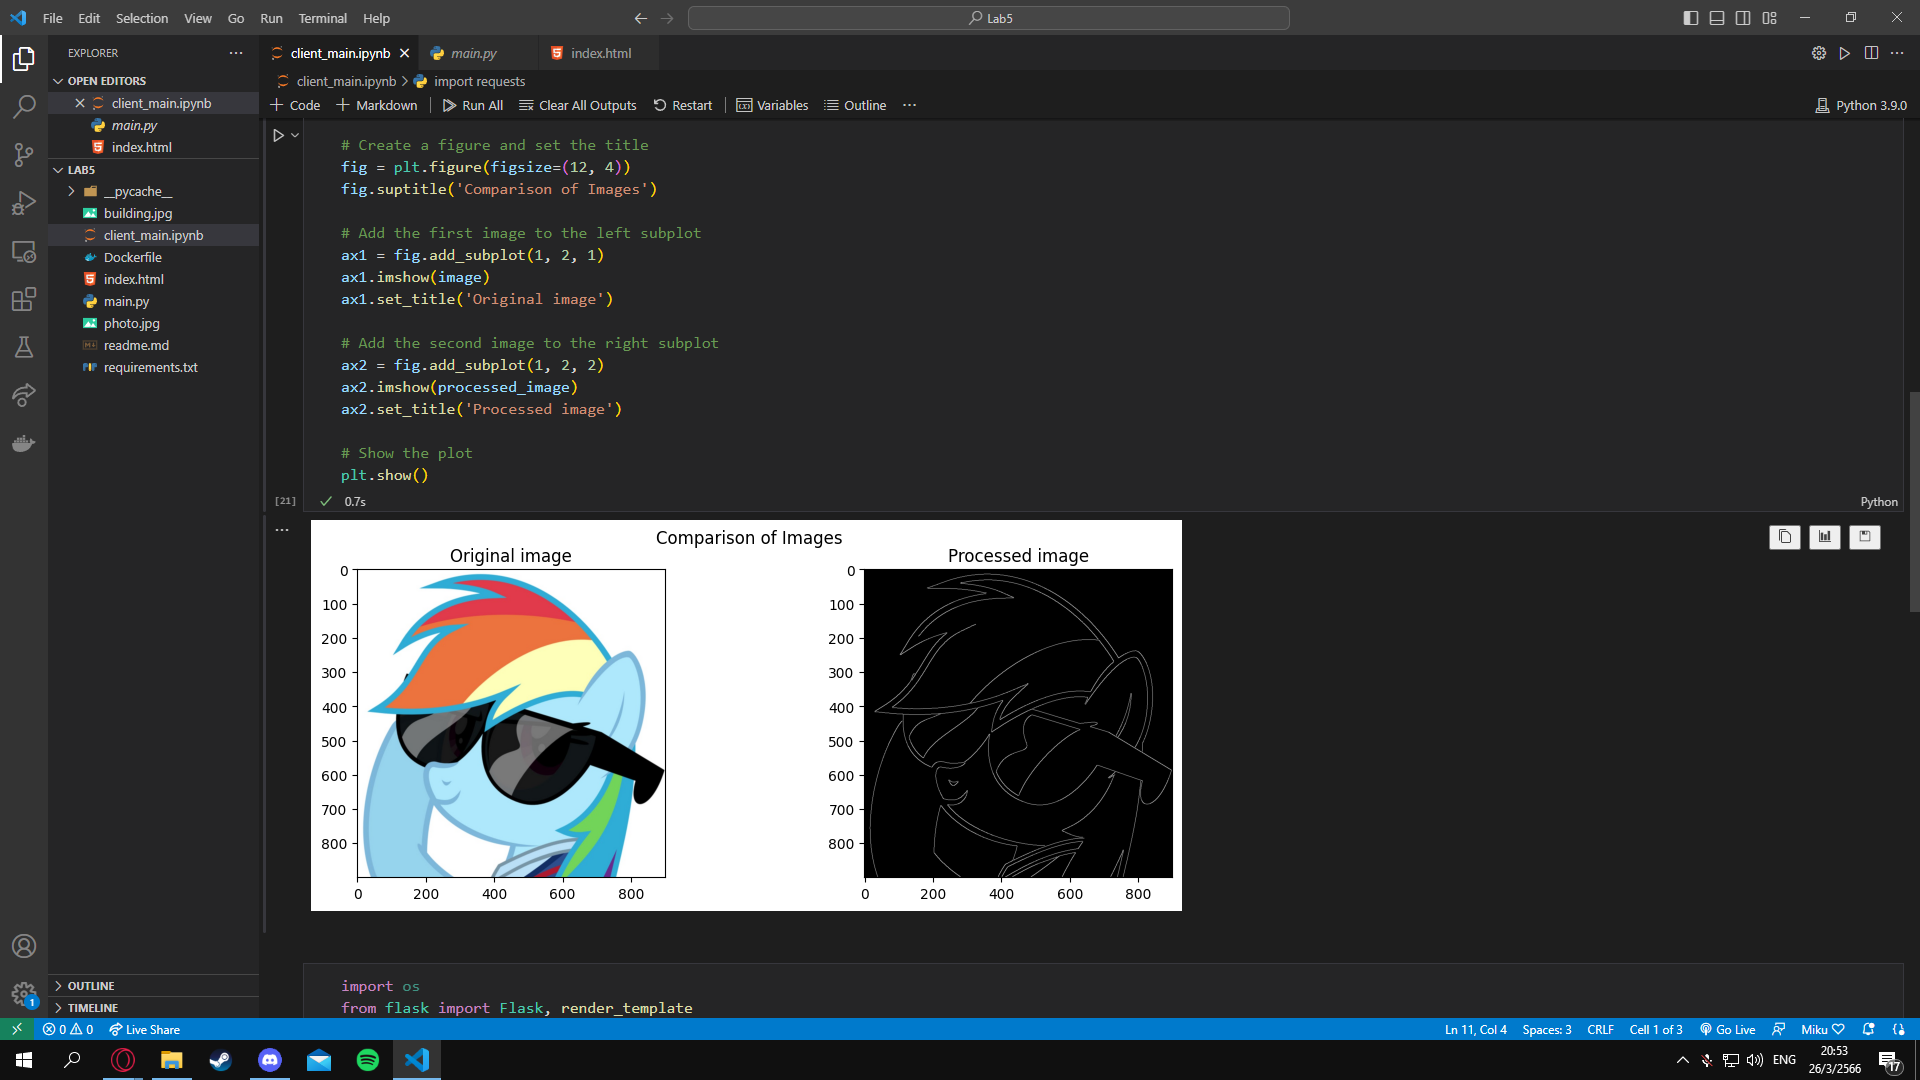 File Edit Selection View Go Run Terminal Help
Lab5
EXPLORER
OPEN EDITORS
client_main.ipynb
main.py
index.html
LAB5
__pycache__
building.jpg
client_main.ipynb
Dockerfile
index.html
main.py
photo.jpg
readme.md
requirements.txt
OUTLINE
TIMELINE
client_main.ipynb main.py index.html
client_main.ipynb import requests
Code Markdown Run All Clear All Outputs Restart Variables Outline
Python 3.9.0
# Create a figure and set the title
fig = plt.figure(figsize=(12, 4))
fig.suptitle('Comparison of Images')
# Add the first image to the left subplot
ax1 = fig.add_subplot(1, 2, 1)
ax1.imshow(image)
ax1.set_title('Original image')
# Add the second image to the right subplot
ax2 = fig.add_subplot(1, 2, 2)
ax2.imshow(processed_image)
ax2.set_title('Processed image')
# Show the plot
plt.show()
[21] 0.7s
Python
Comparison of Images
Original image
0
100
200
300
400
500
600
700
800
0 200 400 600 800
Processed image
0
100
200
300
400
500
600
700
800
0 200 400 600 800
import os
from flask import Flask, render_template
1
0 0 Live Share
Ln 11, Col 4 Spaces: 3 CRLF Cell 1 of 3 Go Live Miku
ENG
20:53
26/3/2566
17